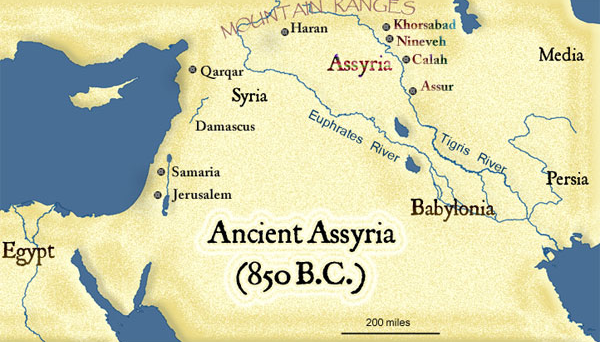 MOUNTAIN RANGES
Haran
Khorsabad
Nineveh
Calah
Assur
Assyria
Media
Qarqar
Syria
Damascus
Euphrates River
Tigris River
Samaria
Jerusalem
Persia
Babylonia
Egypt
Ancient Assyria
(850 B.C.)
200 miles